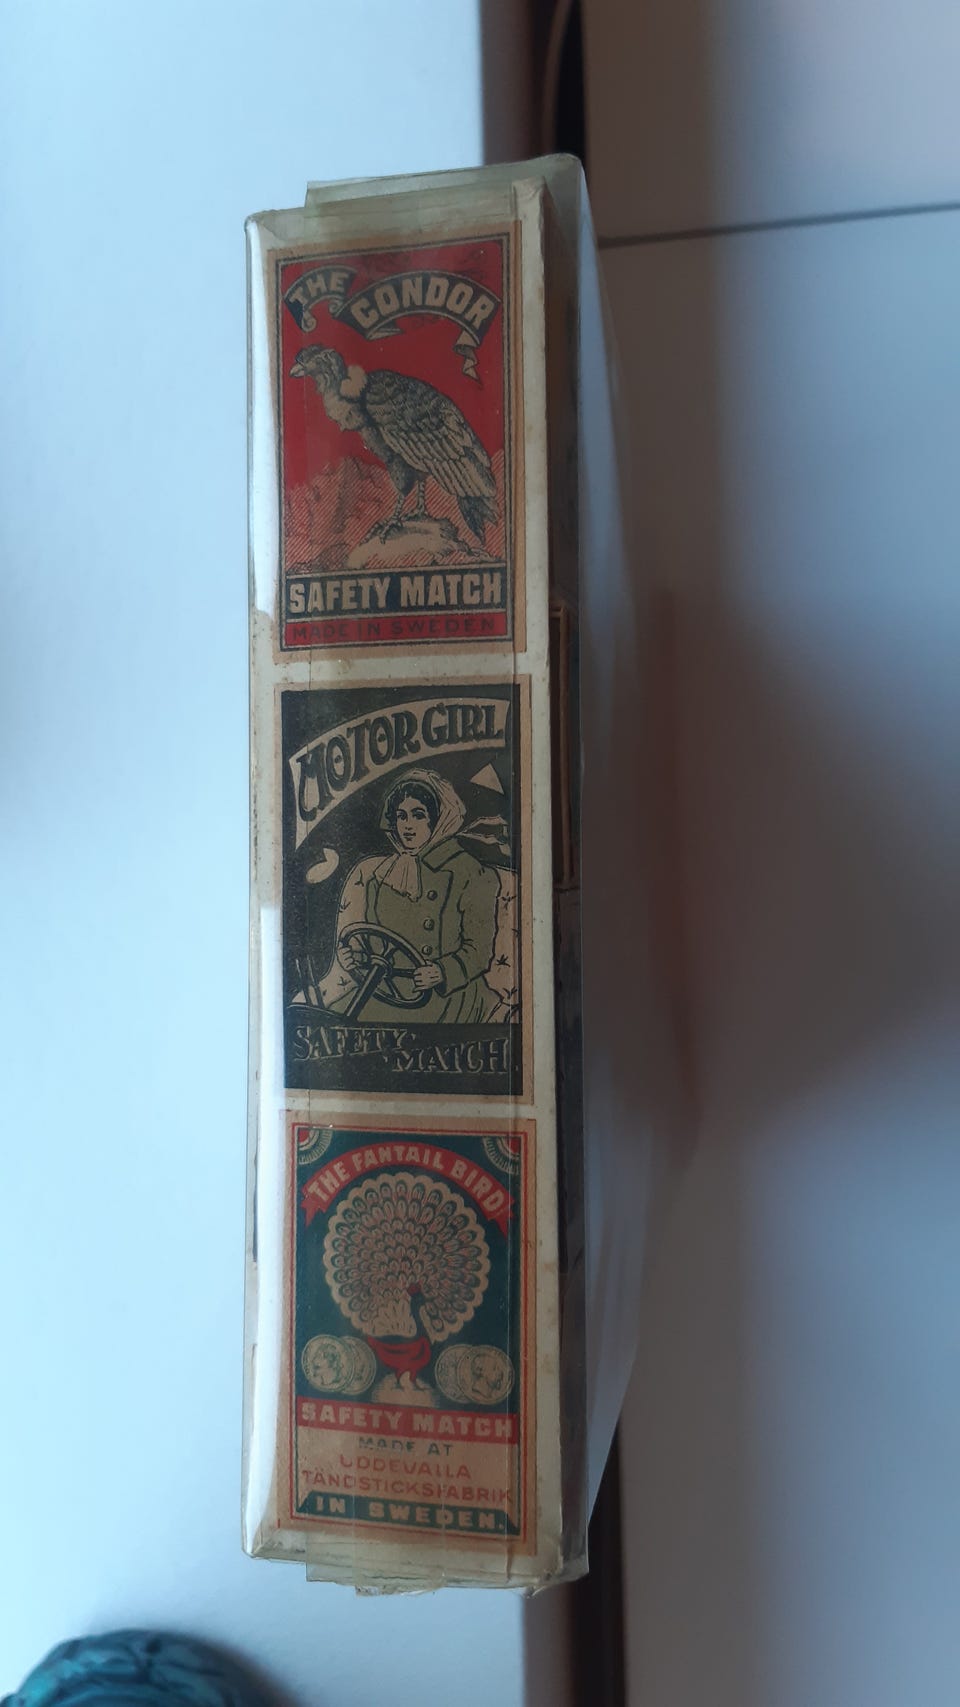 THE CONDOR
SAFETY MATCH
MADE IN SWEDEN
MOTOR GIRL
SAFETY
MATCH
THE FANTAIL BIRD
SAFETY MATCH
MADE AT
UDDEVALLA
TÄNDSTICKSFABRIK
IN SWEDEN.